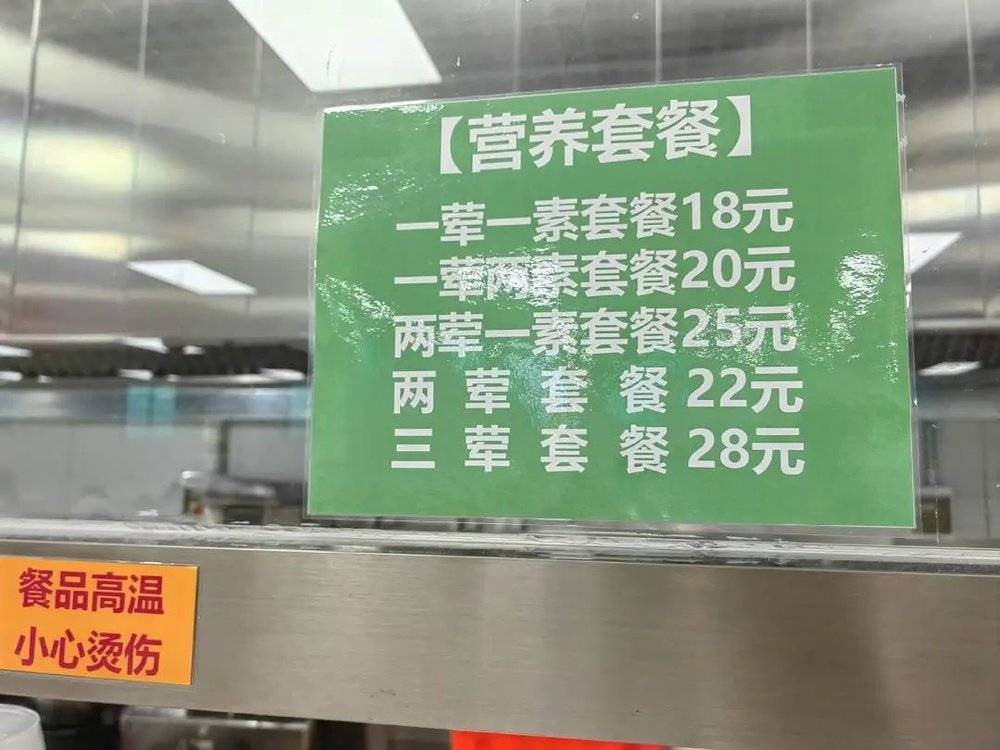 【营养套餐】
一荤一素套餐18元
一荤两素套餐20元
两荤一素套餐25元
两荤套餐22元
三荤套餐28元
餐品高温
小心烫伤